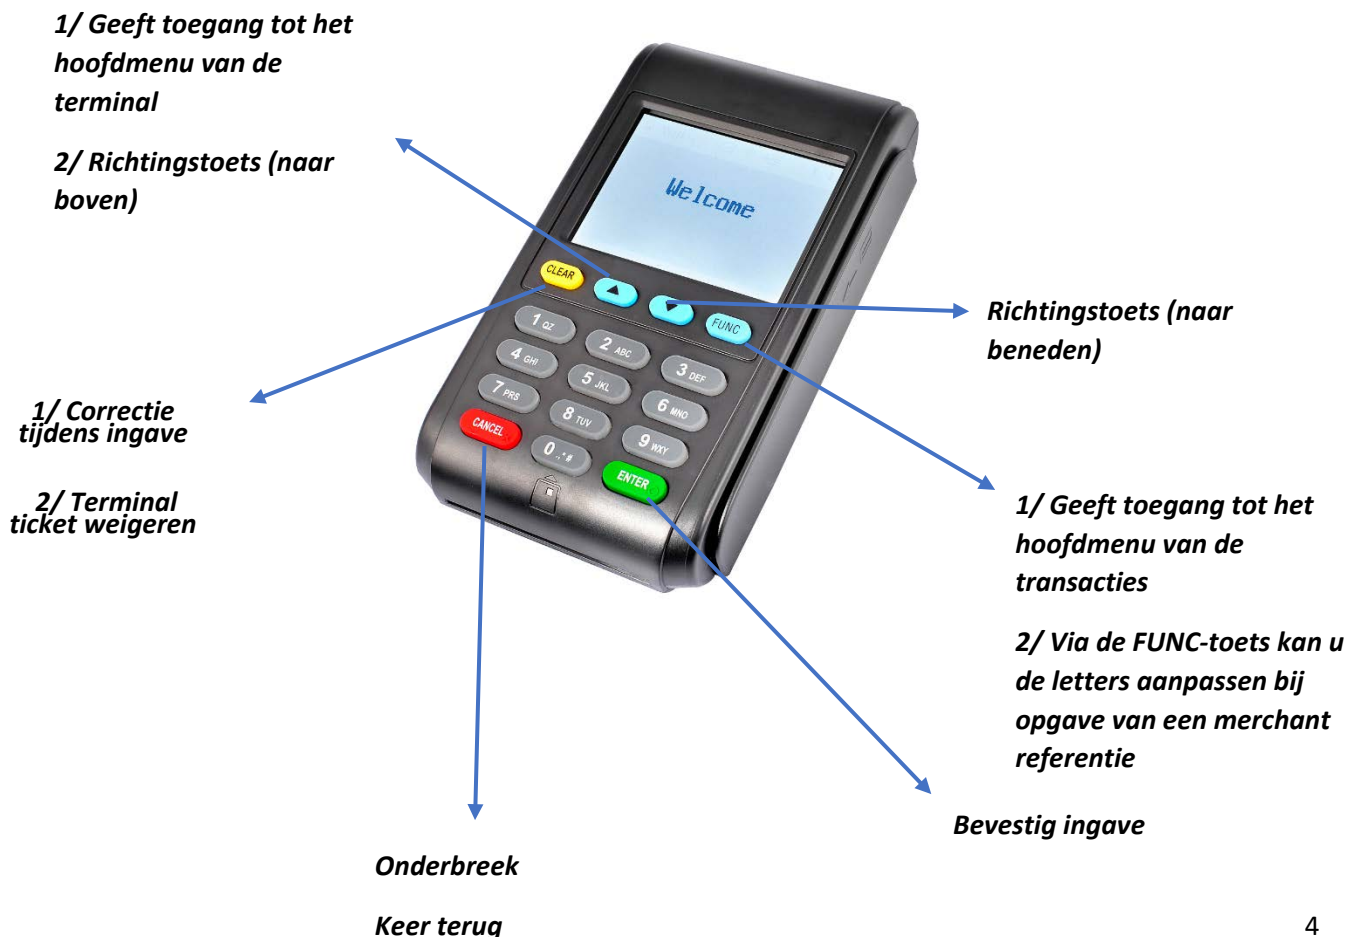 1/ Geeft toegang tot het
hoofdmenu van de
terminal
2/ Richtingstoets (naar
boven)
Welcome
CLEAR
FUNC
1 QZ
2 ABC
3 DEF
4 GHI
5 JKL
6 MNO
7 PRS
8 TUV
9 WXY
CANCEL
0 .,*#
ENTER
Richtingstoets (naar
beneden)
1/ Correctie
tijdens ingave
2/ Terminal
ticket weigeren
1/ Geeft toegang tot het
hoofdmenu van de
transacties
2/ Via de FUNC-toets kan u
de letters aanpassen bij
opgave van een merchant
referentie
Bevestig ingave
Onderbreek
Keer terug
4